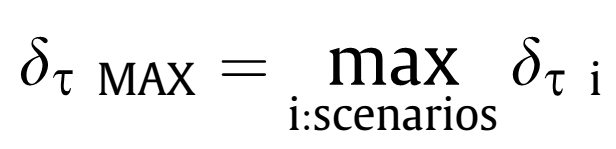 δτ MAX = max δτ i
i:scenarios